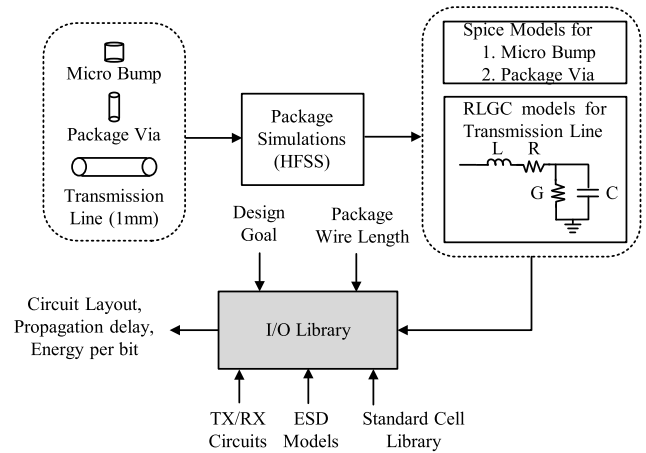 Micro Bump
Package Via
Transmission
Line (1mm)
Package
Simulations
(HFSS)
Spice Models for
1. Micro Bump
2. Package Via
RLGC models for
Transmission Line
L R
G C
Design
Goal
Package
Wire Length
Circuit Layout,
Propagation delay,
Energy per bit
I/O Library
TX/RX
Circuits
ESD
Models
Standard Cell
Library